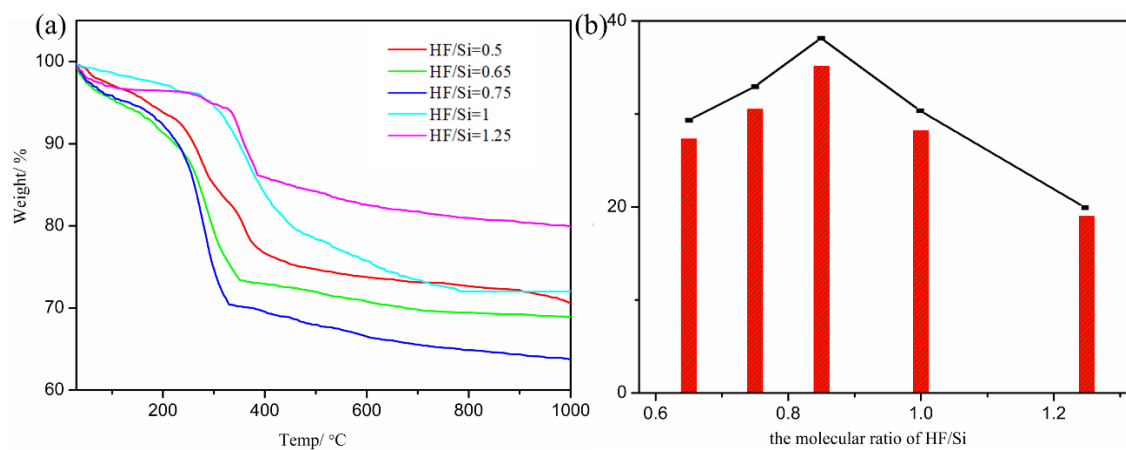 (a)
HF/Si=0.5
HF/Si=0.65
HF/Si=0.75
HF/Si=1
HF/Si=1.25
100
90
80
70
60
Weight/ %
200
400
600
800
1000
Temp/ °C
(b)
40
30
20
10
0
0.6
0.8
1.0
1.2
the molecular ratio of HF/Si